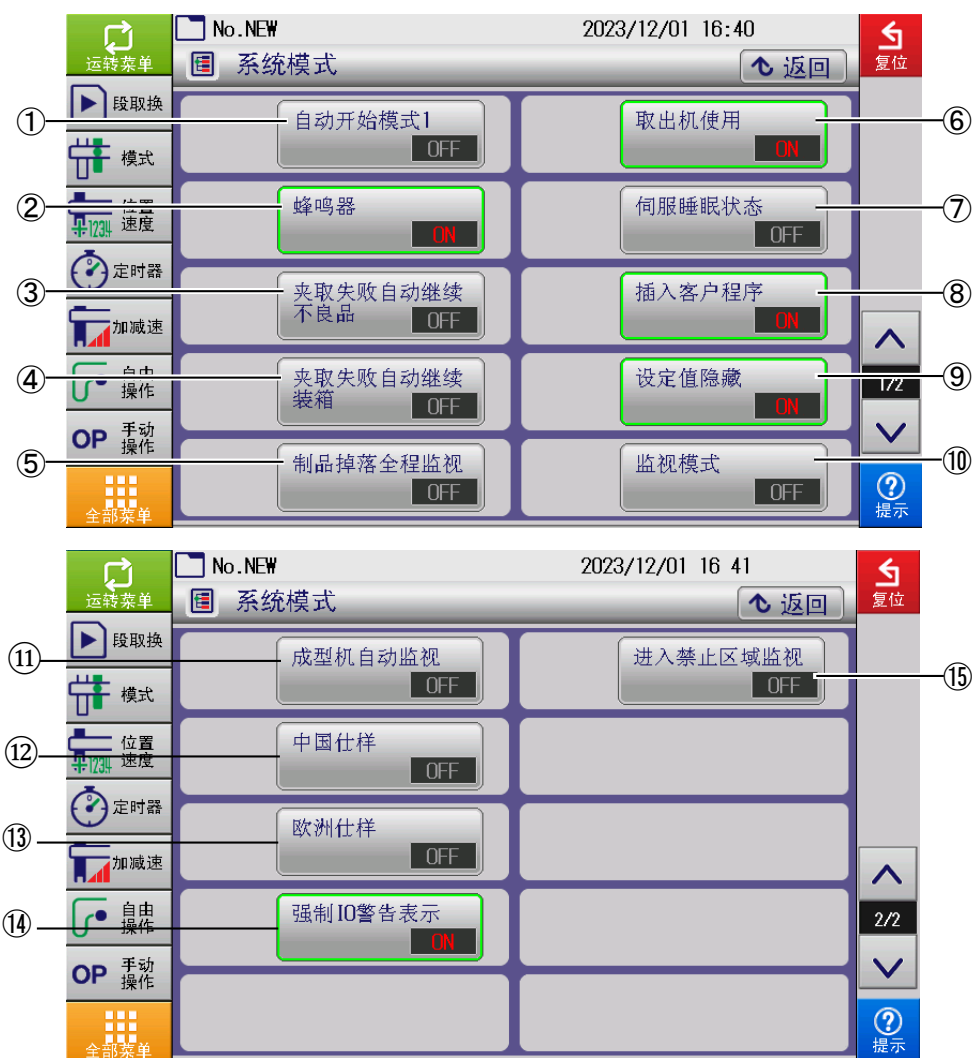 No.NEW
2023/12/01 16:40
运转菜单
系统模式
返回
复位
段取换
模式
位置
速度
定时器
加减速
自由
操作
OP 手动
操作
全部菜单
① 自动开始模式1
OFF
② 蜂鸣器
ON
③ 夹取失败自动继续
不良品
OFF
④ 夹取失败自动继续
装箱
OFF
⑤ 制品掉落全程监视
OFF
⑥ 取出机使用
ON
⑦ 伺服睡眠状态
OFF
⑧ 插入客户程序
ON
⑨ 设定值隐藏
ON
⑩ 监视模式
OFF
1/2
提示
No.NEW
2023/12/01 16 41
运转菜单
系统模式
返回
复位
段取换
模式
位置
速度
定时器
加减速
自由
操作
OP 手动
操作
全部菜单
⑪ 成型机自动监视
OFF
⑫ 中国仕样
OFF
⑬ 欧洲仕样
OFF
⑭ 强制IO警告表示
ON
⑮ 进入禁止区域监视
OFF
2/2
提示